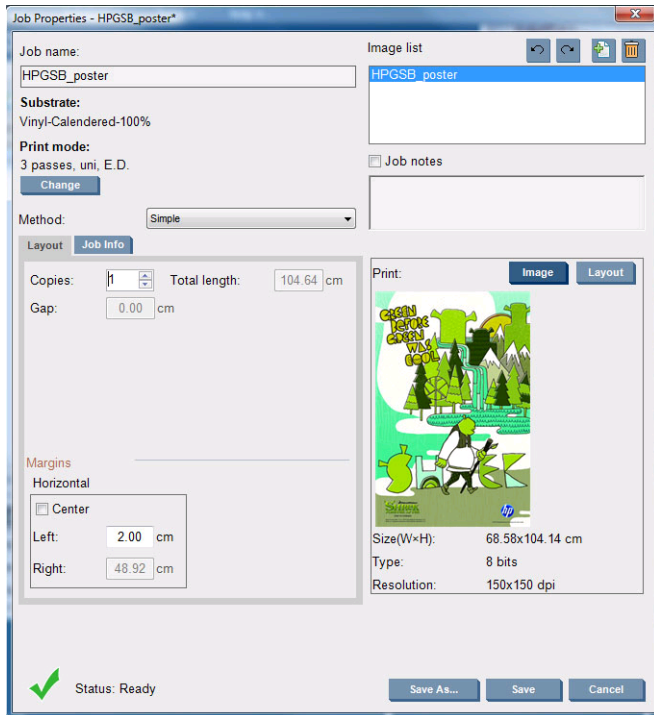 Job Properties - HPGSB_poster*
Job name:
HPGSB_poster
Substrate:
Vinyl-Calendered-100%
Print mode:
3 passes, uni, E.D.
Change
Method:
Simple
Layout
Job Info
Copies:
1
Total length:
104.64 cm
Gap:
0.00 cm
Margins
Horizontal
Center
Left:
2.00 cm
Right:
48.92 cm
Image list
HPGSB_poster
Job notes
Print:
Image
Layout
GREEN
BEFORE
GREEN
WAS
COOL
SHREK
hp
Size(W×H):
68.58x104.14 cm
Type:
8 bits
Resolution:
150x150 dpi
Status: Ready
Save As...
Save
Cancel